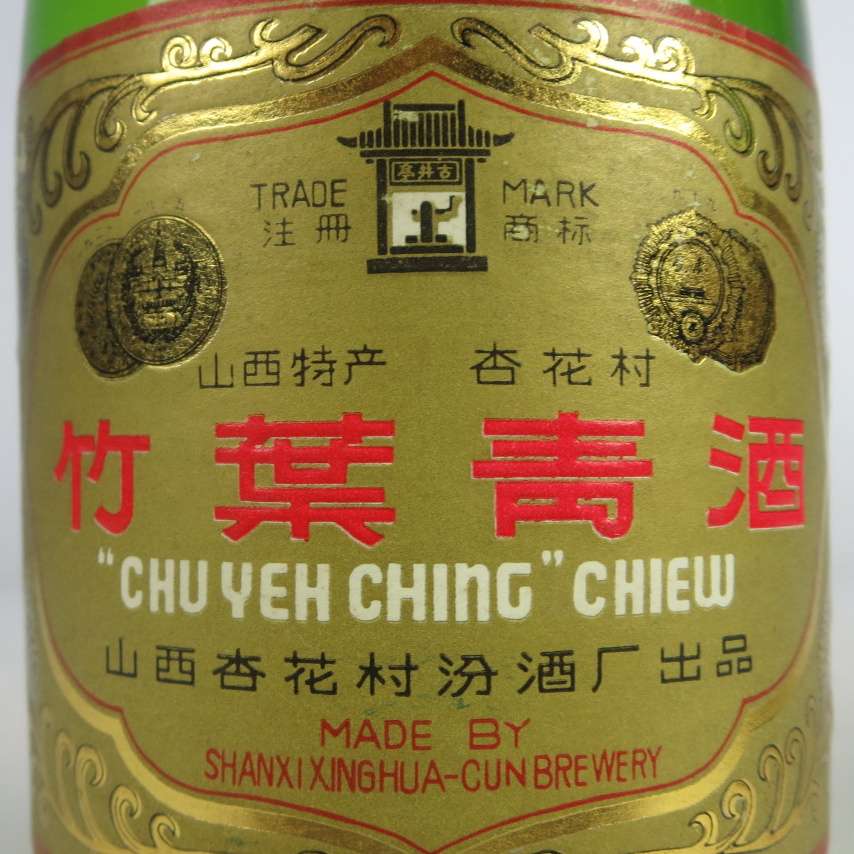 古井亭
TRADE MARK
注册 商标
山西特产 杏花村
竹葉青酒
"CHU YEH CHING" CHIEW
山西杏花村汾酒厂出品
MADE BY
SHANXI XINGHUA-CUN BREWERY